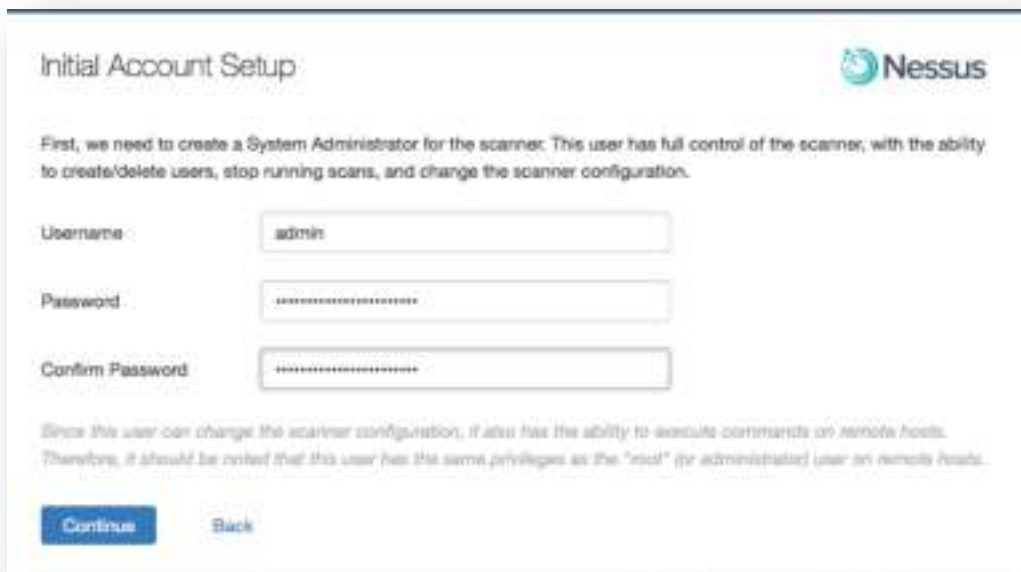 Initial Account Setup
Nessus
First, we need to create a System Administrator for the scanner. This user has full control of the scanner, with the ability
to create/delete users, stop running scans, and change the scanner configuration.
Username
admin
Password
Confirm Password
Since this user can change the scanner configuration, it also has the ability to execute commands on remote hosts.
Therefore, it should be noted that this user has the same privileges as the "root" (or administrator) user on remote hosts.
Continue
Back